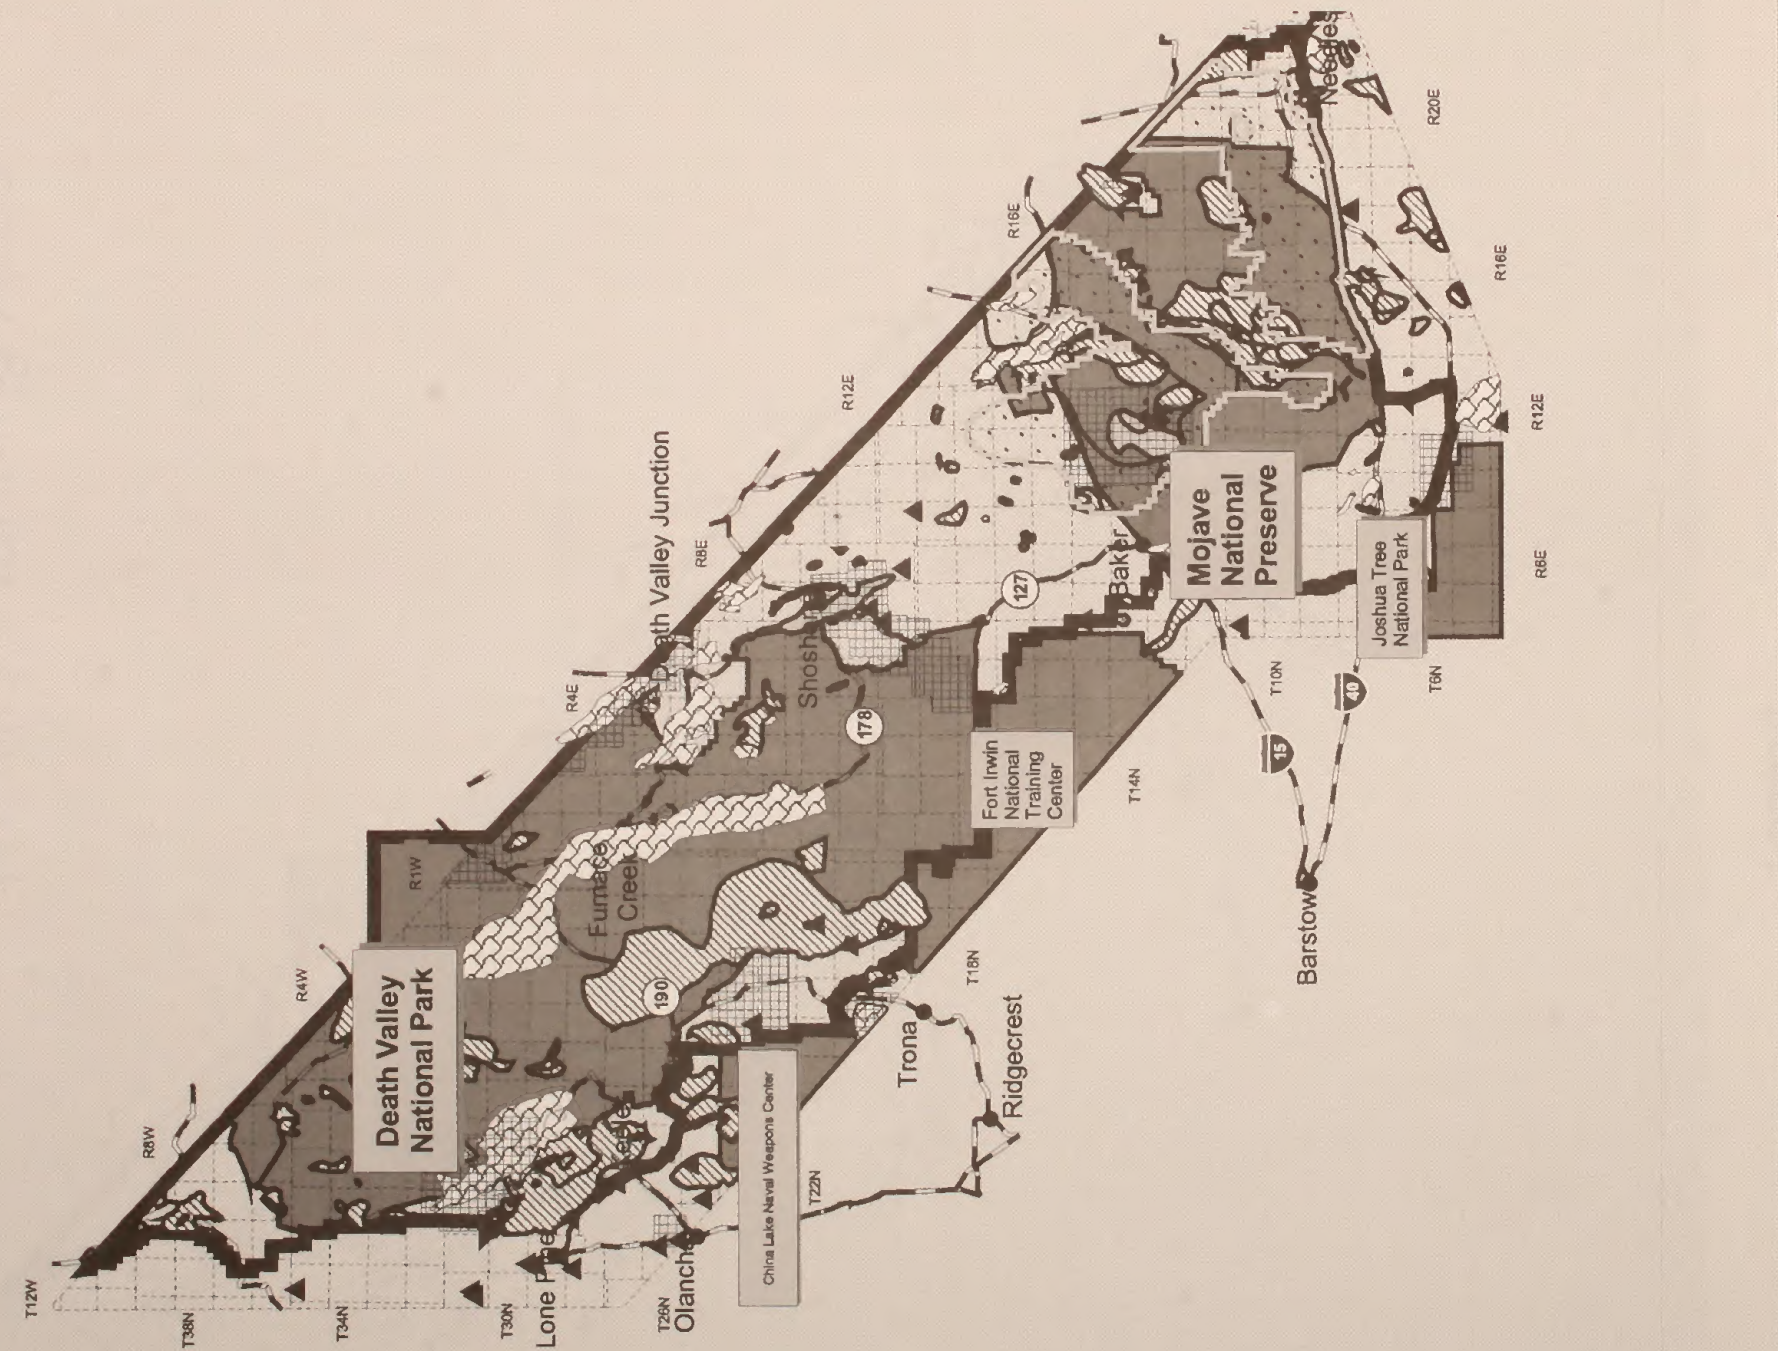 T12W
R8W
T38N
R4W
T34N
Death Valley
National Park
R1W
T30N
Lone Pine
R4E
Furnace
Creek
190
T26N
Olancha
Death Valley Junction
R8E
China Lake Naval Weapons Center
T22N
R12E
178
Trona
T18N
Ridgecrest
R16E
127
Fort Irwin
National
Training
Center
Baker
T14N
Mojave
National
Preserve
T10N
15
Barstow
Needles
40
Joshua Tree
National Park
T6N
R20E
R16E
R12E